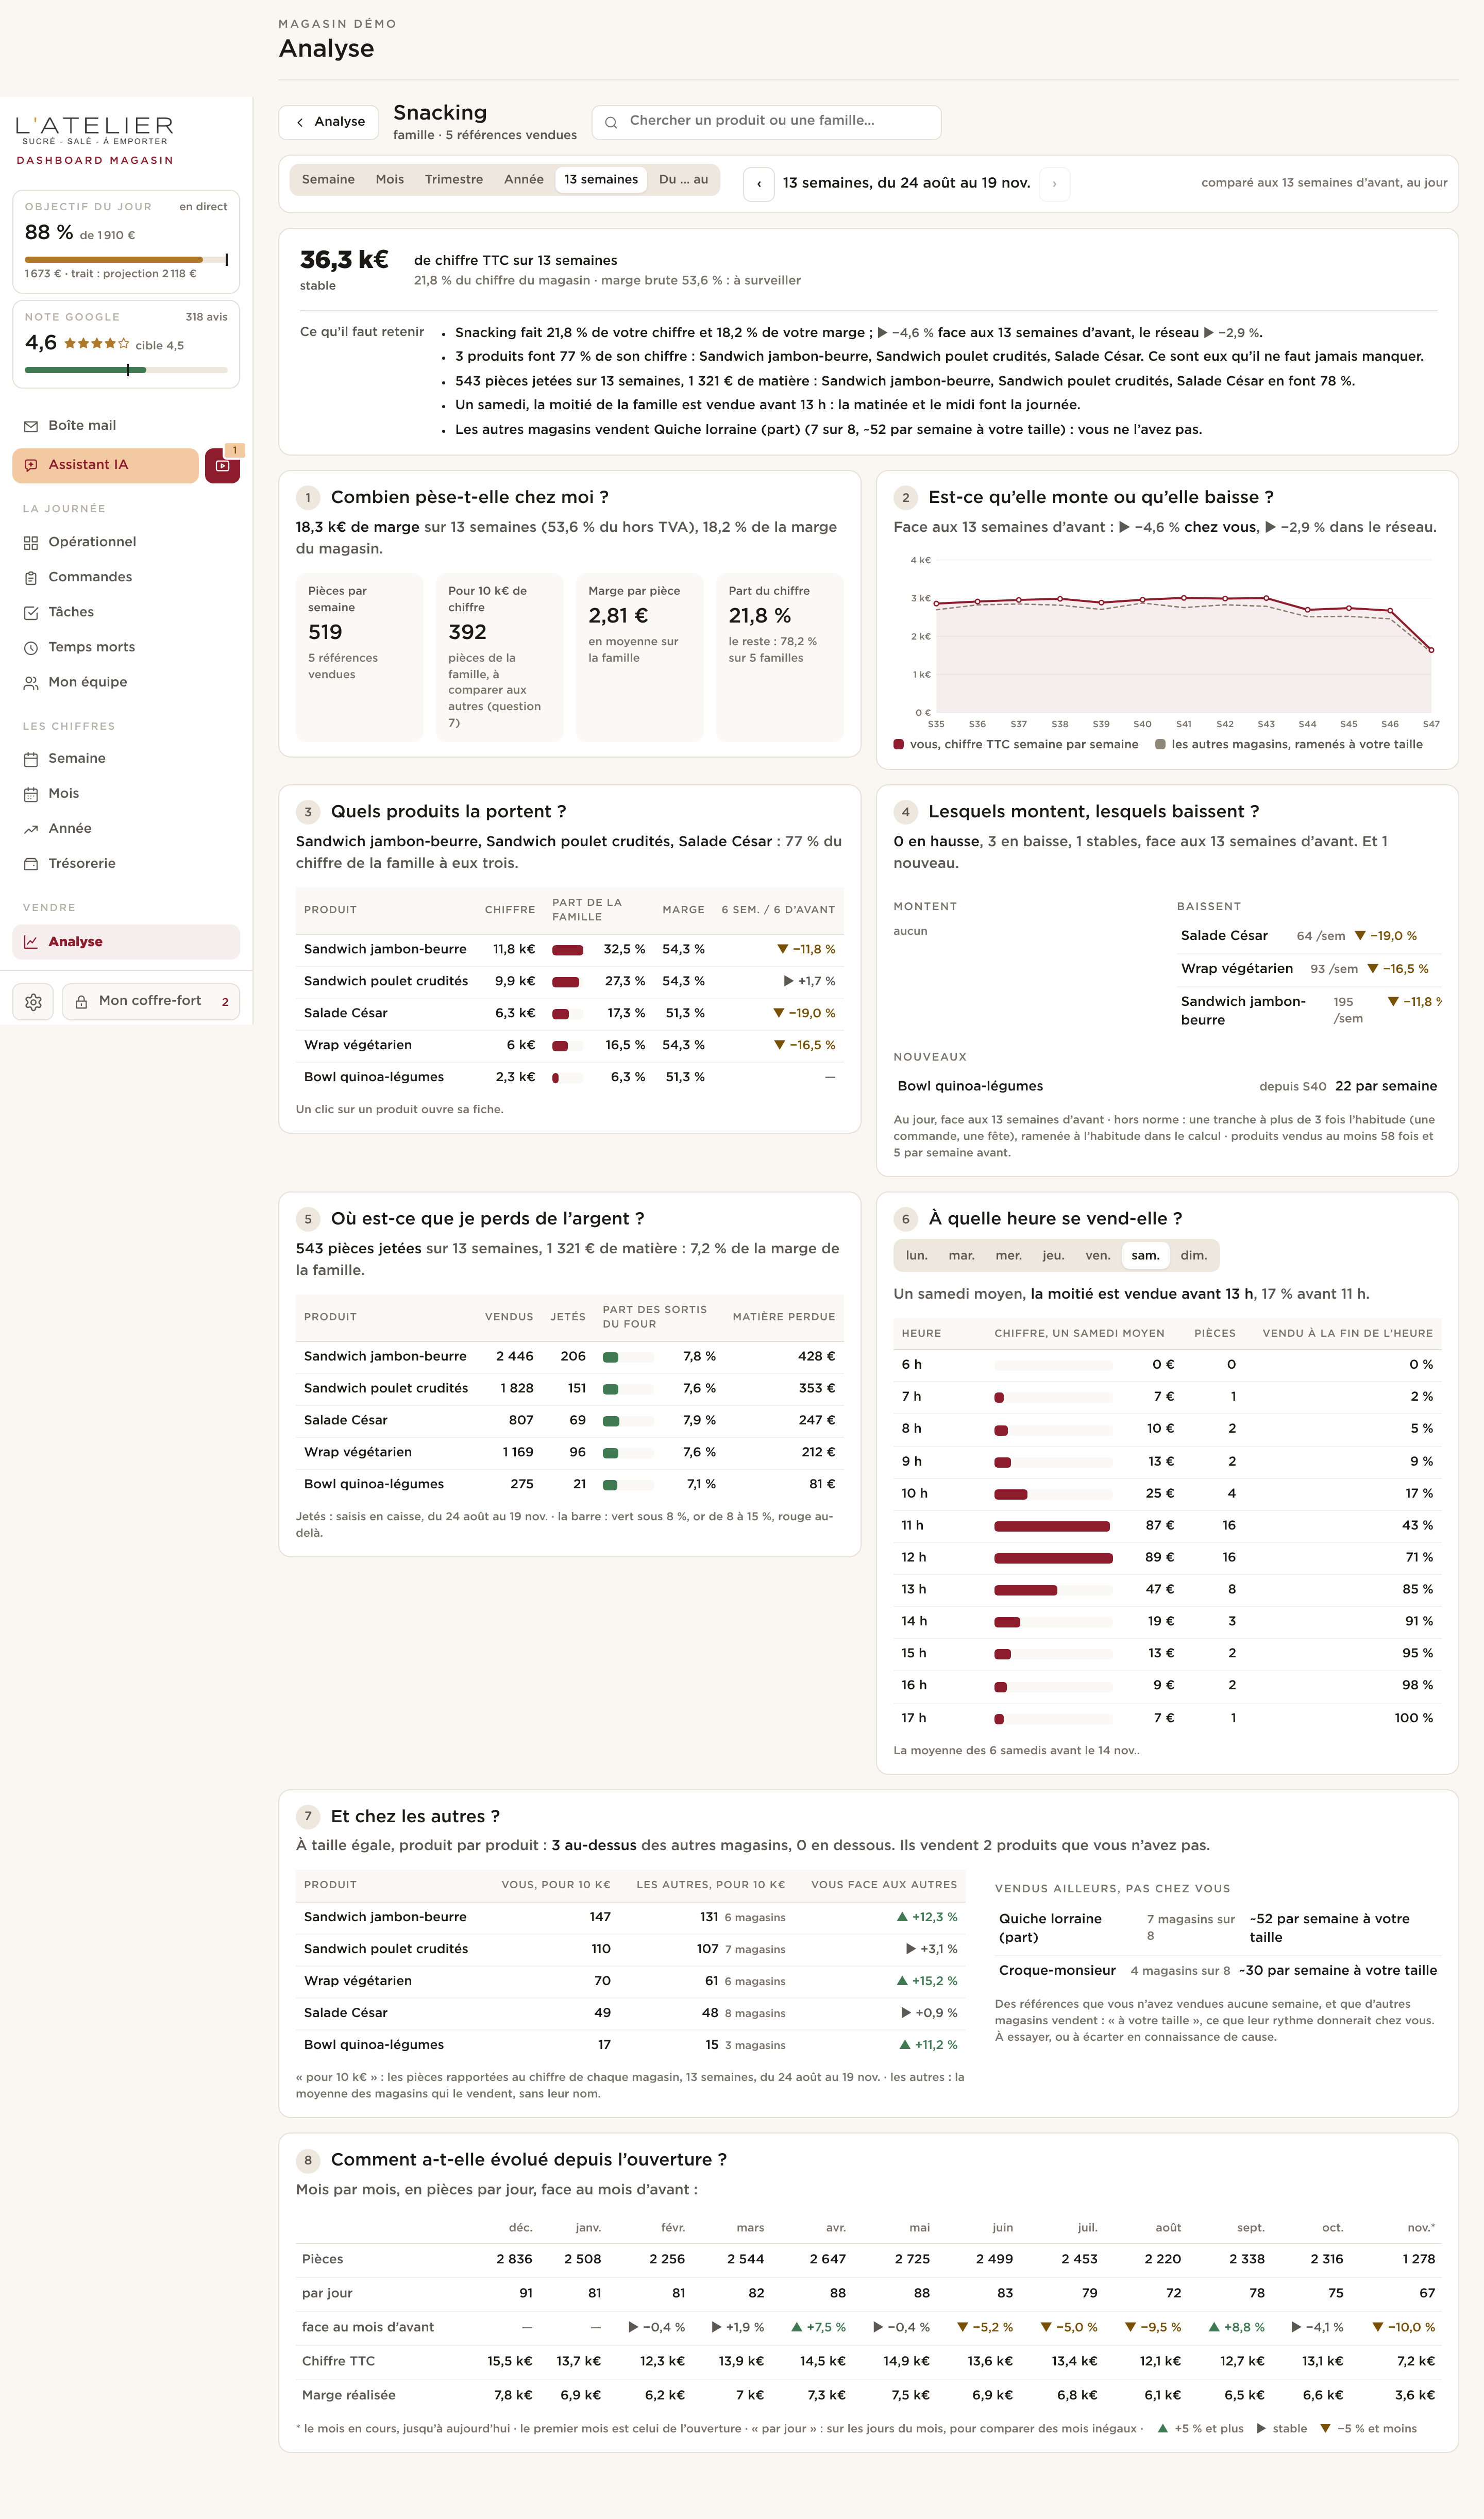 MAGASIN DÉMO
Analyse
L'ATELIER
SUCRÉ - SALÉ - À EMPORTER
DASHBOARD MAGASIN
OBJECTIF DU JOUR en direct
88 % de 1 910 €
1 673 € · trait : projection 2 118 €
NOTE GOOGLE 318 avis
4,6 ★★★★☆ cible 4,5
Boîte mail
Assistant IA 1
LA JOURNÉE
Opérationnel
Commandes
Tâches
Temps morts
Mon équipe
LES CHIFFRES
Semaine
Mois
Année
Trésorerie
VENDRE
Analyse
Mon coffre-fort 2
‹ Analyse
Snacking
famille · 5 références vendues
Chercher un produit ou une famille…
Semaine Mois Trimestre Année 13 semaines Du … au
‹ 13 semaines, du 24 août au 19 nov. ›
comparé aux 13 semaines d’avant, au jour
36,3 k€
stable
de chiffre TTC sur 13 semaines
21,8 % du chiffre du magasin · marge brute 53,6 % : à surveiller
Ce qu’il faut retenir
• Snacking fait 21,8 % de votre chiffre et 18,2 % de votre marge ; ▶ −4,6 % face aux 13 semaines d’avant, le réseau ▶ −2,9 %.
• 3 produits font 77 % de son chiffre : Sandwich jambon-beurre, Sandwich poulet crudités, Salade César. Ce sont eux qu’il ne faut jamais manquer.
• 543 pièces jetées sur 13 semaines, 1 321 € de matière : Sandwich jambon-beurre, Sandwich poulet crudités, Salade César en font 78 %.
• Un samedi, la moitié de la famille est vendue avant 13 h : la matinée et le midi font la journée.
• Les autres magasins vendent Quiche lorraine (part) (7 sur 8, ~52 par semaine à votre taille) : vous ne l’avez pas.
1 Combien pèse-t-elle chez moi ?
18,3 k€ de marge sur 13 semaines (53,6 % du hors TVA), 18,2 % de la marge
du magasin.
Pièces par
semaine
519
5 références
vendues
Pour 10 k€ de
chiffre
392
pièces de la
famille, à
comparer aux
autres (question
7)
Marge par pièce
2,81 €
en moyenne sur
la famille
Part du chiffre
21,8 %
le reste : 78,2 %
sur 5 familles
2 Est-ce qu’elle monte ou qu’elle baisse ?
Face aux 13 semaines d’avant : ▶ −4,6 % chez vous, ▶ −2,9 % dans le réseau.
4 k€
3 k€
2 k€
1 k€
0 €
S35 S36 S37 S38 S39 S40 S41 S42 S43 S44 S45 S46 S47
vous, chiffre TTC semaine par semaine les autres magasins, ramenés à votre taille
3 Quels produits la portent ?
Sandwich jambon-beurre, Sandwich poulet crudités, Salade César : 77 % du
chiffre de la famille à eux trois.
PRODUIT CHIFFRE PART DE LA FAMILLE MARGE 6 SEM. / 6 D’AVANT
Sandwich jambon-beurre 11,8 k€ 32,5 % 54,3 % ▼ −11,8 %
Sandwich poulet crudités 9,9 k€ 27,3 % 54,3 % ▶ +1,7 %
Salade César 6,3 k€ 17,3 % 51,3 % ▼ −19,0 %
Wrap végétarien 6 k€ 16,5 % 54,3 % ▼ −16,5 %
Bowl quinoa-légumes 2,3 k€ 6,3 % 51,3 % —
Un clic sur un produit ouvre sa fiche.
4 Lesquels montent, lesquels baissent ?
0 en hausse, 3 en baisse, 1 stables, face aux 13 semaines d’avant. Et 1
nouveau.
MONTENT
aucun
BAISSENT
Salade César 64 /sem ▼ −19,0 %
Wrap végétarien 93 /sem ▼ −16,5 %
Sandwich jambon-beurre 195 /sem ▼ −11,8 %
NOUVEAUX
Bowl quinoa-légumes depuis S40 22 par semaine
Au jour, face aux 13 semaines d’avant · hors norme : une tranche à plus de 3 fois l’habitude (une
commande, une fête), ramenée à l’habitude dans le calcul · produits vendus au moins 58 fois et
5 par semaine avant.
5 Où est-ce que je perds de l’argent ?
543 pièces jetées sur 13 semaines, 1 321 € de matière : 7,2 % de la marge de
la famille.
PRODUIT VENDUS JETÉS PART DES SORTIS DU FOUR MATIÈRE PERDUE
Sandwich jambon-beurre 2 446 206 7,8 % 428 €
Sandwich poulet crudités 1 828 151 7,6 % 353 €
Salade César 807 69 7,9 % 247 €
Wrap végétarien 1 169 96 7,6 % 212 €
Bowl quinoa-légumes 275 21 7,1 % 81 €
Jetés : saisis en caisse, du 24 août au 19 nov. · la barre : vert sous 8 %, or de 8 à 15 %, rouge au-
delà.
6 À quelle heure se vend-elle ?
lun. mar. mer. jeu. ven. sam. dim.
Un samedi moyen, la moitié est vendue avant 13 h, 17 % avant 11 h.
HEURE CHIFFRE, UN SAMEDI MOYEN PIÈCES VENDU À LA FIN DE L’HEURE
6 h 0 € 0 0 %
7 h 7 € 1 2 %
8 h 10 € 2 5 %
9 h 13 € 2 9 %
10 h 25 € 4 17 %
11 h 87 € 16 43 %
12 h 89 € 16 71 %
13 h 47 € 8 85 %
14 h 19 € 3 91 %
15 h 13 € 2 95 %
16 h 9 € 2 98 %
17 h 7 € 1 100 %
La moyenne des 6 samedis avant le 14 nov..
7 Et chez les autres ?
À taille égale, produit par produit : 3 au-dessus des autres magasins, 0 en dessous. Ils vendent 2 produits que vous n’avez pas.
PRODUIT VOUS, POUR 10 K€ LES AUTRES, POUR 10 K€ VOUS FACE AUX AUTRES
Sandwich jambon-beurre 147 131 6 magasins ▲ +12,3 %
Sandwich poulet crudités 110 107 7 magasins ▶ +3,1 %
Wrap végétarien 70 61 6 magasins ▲ +15,2 %
Salade César 49 48 8 magasins ▶ +0,9 %
Bowl quinoa-légumes 17 15 3 magasins ▲ +11,2 %
« pour 10 k€ » : les pièces rapportées au chiffre de chaque magasin, 13 semaines, du 24 août au 19 nov. · les autres : la
moyenne des magasins qui le vendent, sans leur nom.
VENDUS AILLEURS, PAS CHEZ VOUS
Quiche lorraine (part) 7 magasins sur 8 ~52 par semaine à votre taille
Croque-monsieur 4 magasins sur 8 ~30 par semaine à votre taille
Des références que vous n’avez vendues aucune semaine, et que d’autres
magasins vendent : « à votre taille », ce que leur rythme donnerait chez vous.
À essayer, ou à écarter en connaissance de cause.
8 Comment a-t-elle évolué depuis l’ouverture ?
Mois par mois, en pièces par jour, face au mois d’avant :
déc. janv. févr. mars avr. mai juin juil. août sept. oct. nov.*
Pièces 2 836 2 508 2 256 2 544 2 647 2 725 2 499 2 453 2 220 2 338 2 316 1 278
par jour 91 81 81 82 88 88 83 79 72 78 75 67
face au mois d’avant — — ▶ −0,4 % ▶ +1,9 % ▲ +7,5 % ▶ −0,4 % ▼ −5,2 % ▼ −5,0 % ▼ −9,5 % ▲ +8,8 % ▶ −4,1 % ▼ −10,0 %
Chiffre TTC 15,5 k€ 13,7 k€ 12,3 k€ 13,9 k€ 14,5 k€ 14,9 k€ 13,6 k€ 13,4 k€ 12,1 k€ 12,7 k€ 13,1 k€ 7,2 k€
Marge réalisée 7,8 k€ 6,9 k€ 6,2 k€ 7 k€ 7,3 k€ 7,5 k€ 6,9 k€ 6,8 k€ 6,1 k€ 6,5 k€ 6,6 k€ 3,6 k€
* le mois en cours, jusqu’à aujourd’hui · le premier mois est celui de l’ouverture · « par jour » : sur les jours du mois, pour comparer des mois inégaux · ▲ +5 % et plus ▶ stable ▼ −5 % et moins